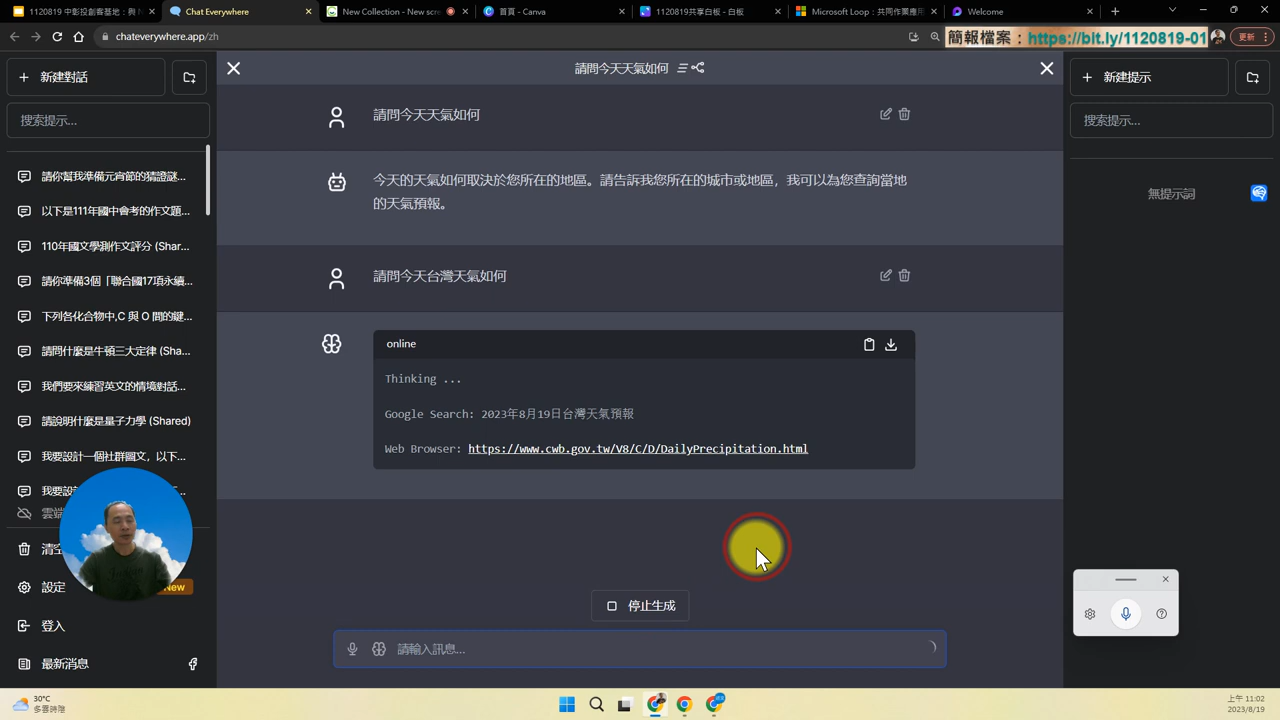 1120819 中彰投創客基地：與 M
Chat Everywhere
New Collection - New scre
首頁 - Canva
1120819共享白板 - 白板
Microsoft Loop：共同作業應用
Welcome
chateverywhere.app/zh
簡報檔案：https://bit.ly/1120819-01
更新
新建對話
請問今天天氣如何
新建提示
搜索提示...
搜索提示...
請問今天天氣如何
今天的天氣如何取決於您所在的地區。請告訴我您所在的城市或地區，我可以為您查詢當地
的天氣預報。
請問今天台灣天氣如何
online
Thinking ...
Google Search: 2023年8月19日台灣天氣預報
Web Browser: https://www.cwb.gov.tw/V8/C/D/DailyPrecipitation.html
請你幫我準備元宵節的猜證謎...
以下是111年國中會考的作文題...
110年國文學測作文評分 (Shar...
請你準備3個「聯合國17項永續...
下列各化合物中,C 與 O 間的鍵...
請問什麼是牛頓三大定律 (Sha...
我們要來練習英文的情境對話...
請說明什麼是量子力學 (Shared)
我要設計一個社群圖文，以下...
我要設
雲端
清空
設定
New
登入
最新消息
無提示詞
停止生成
請輸入訊息...
30°C
多雲時陰
上午 11:02
2023/8/19